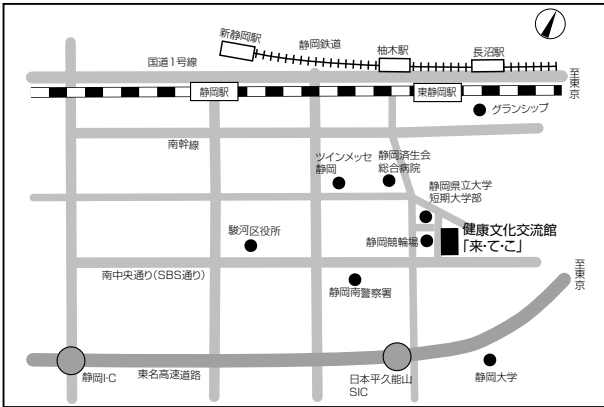 新静岡駅
静岡鉄道
柚木駅
長沼駅
国道1号線
至東京
静岡駅
東静岡駅
グランシップ
南幹線
ツインメッセ
静岡
静岡済生会
総合病院
静岡県立大学
短期大学部
健康文化交流館
「来・て・こ」
駿河区役所
静岡競輪場
南中央通り(SBS通り)
静岡南警察署
至東京
静岡I・C
東名高速道路
日本平久能山
SIC
静岡大学